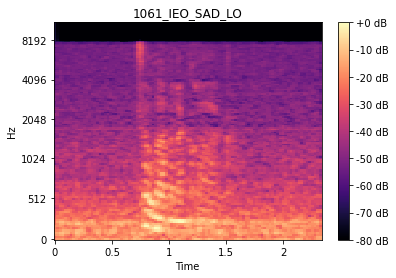 1061_IEO_SAD_LO
+0 dB
8192
-10 dB
4096
-20 dB
-30 dB
2048
Hz
-40 dB
1024
-50 dB
512
-60 dB
-70 dB
0
-80 dB
0 0.5 1 1.5 2
Time